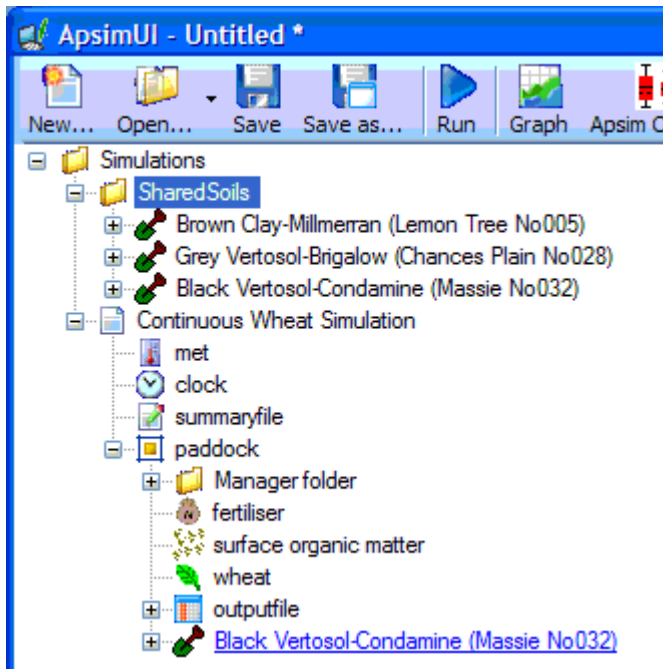 ApsimUI - Untitled *
New... Open... Save Save as... Run Graph Apsim
Simulations
SharedSoils
Brown Clay-Millmerran (Lemon Tree No005)
Grey Vertosol-Brigalow (Chances Plain No028)
Black Vertosol-Condamine (Massie No032)
Continuous Wheat Simulation
met
clock
summaryfile
paddock
Manager folder
fertiliser
surface organic matter
wheat
outputfile
Black Vertosol-Condamine (Massie No032)